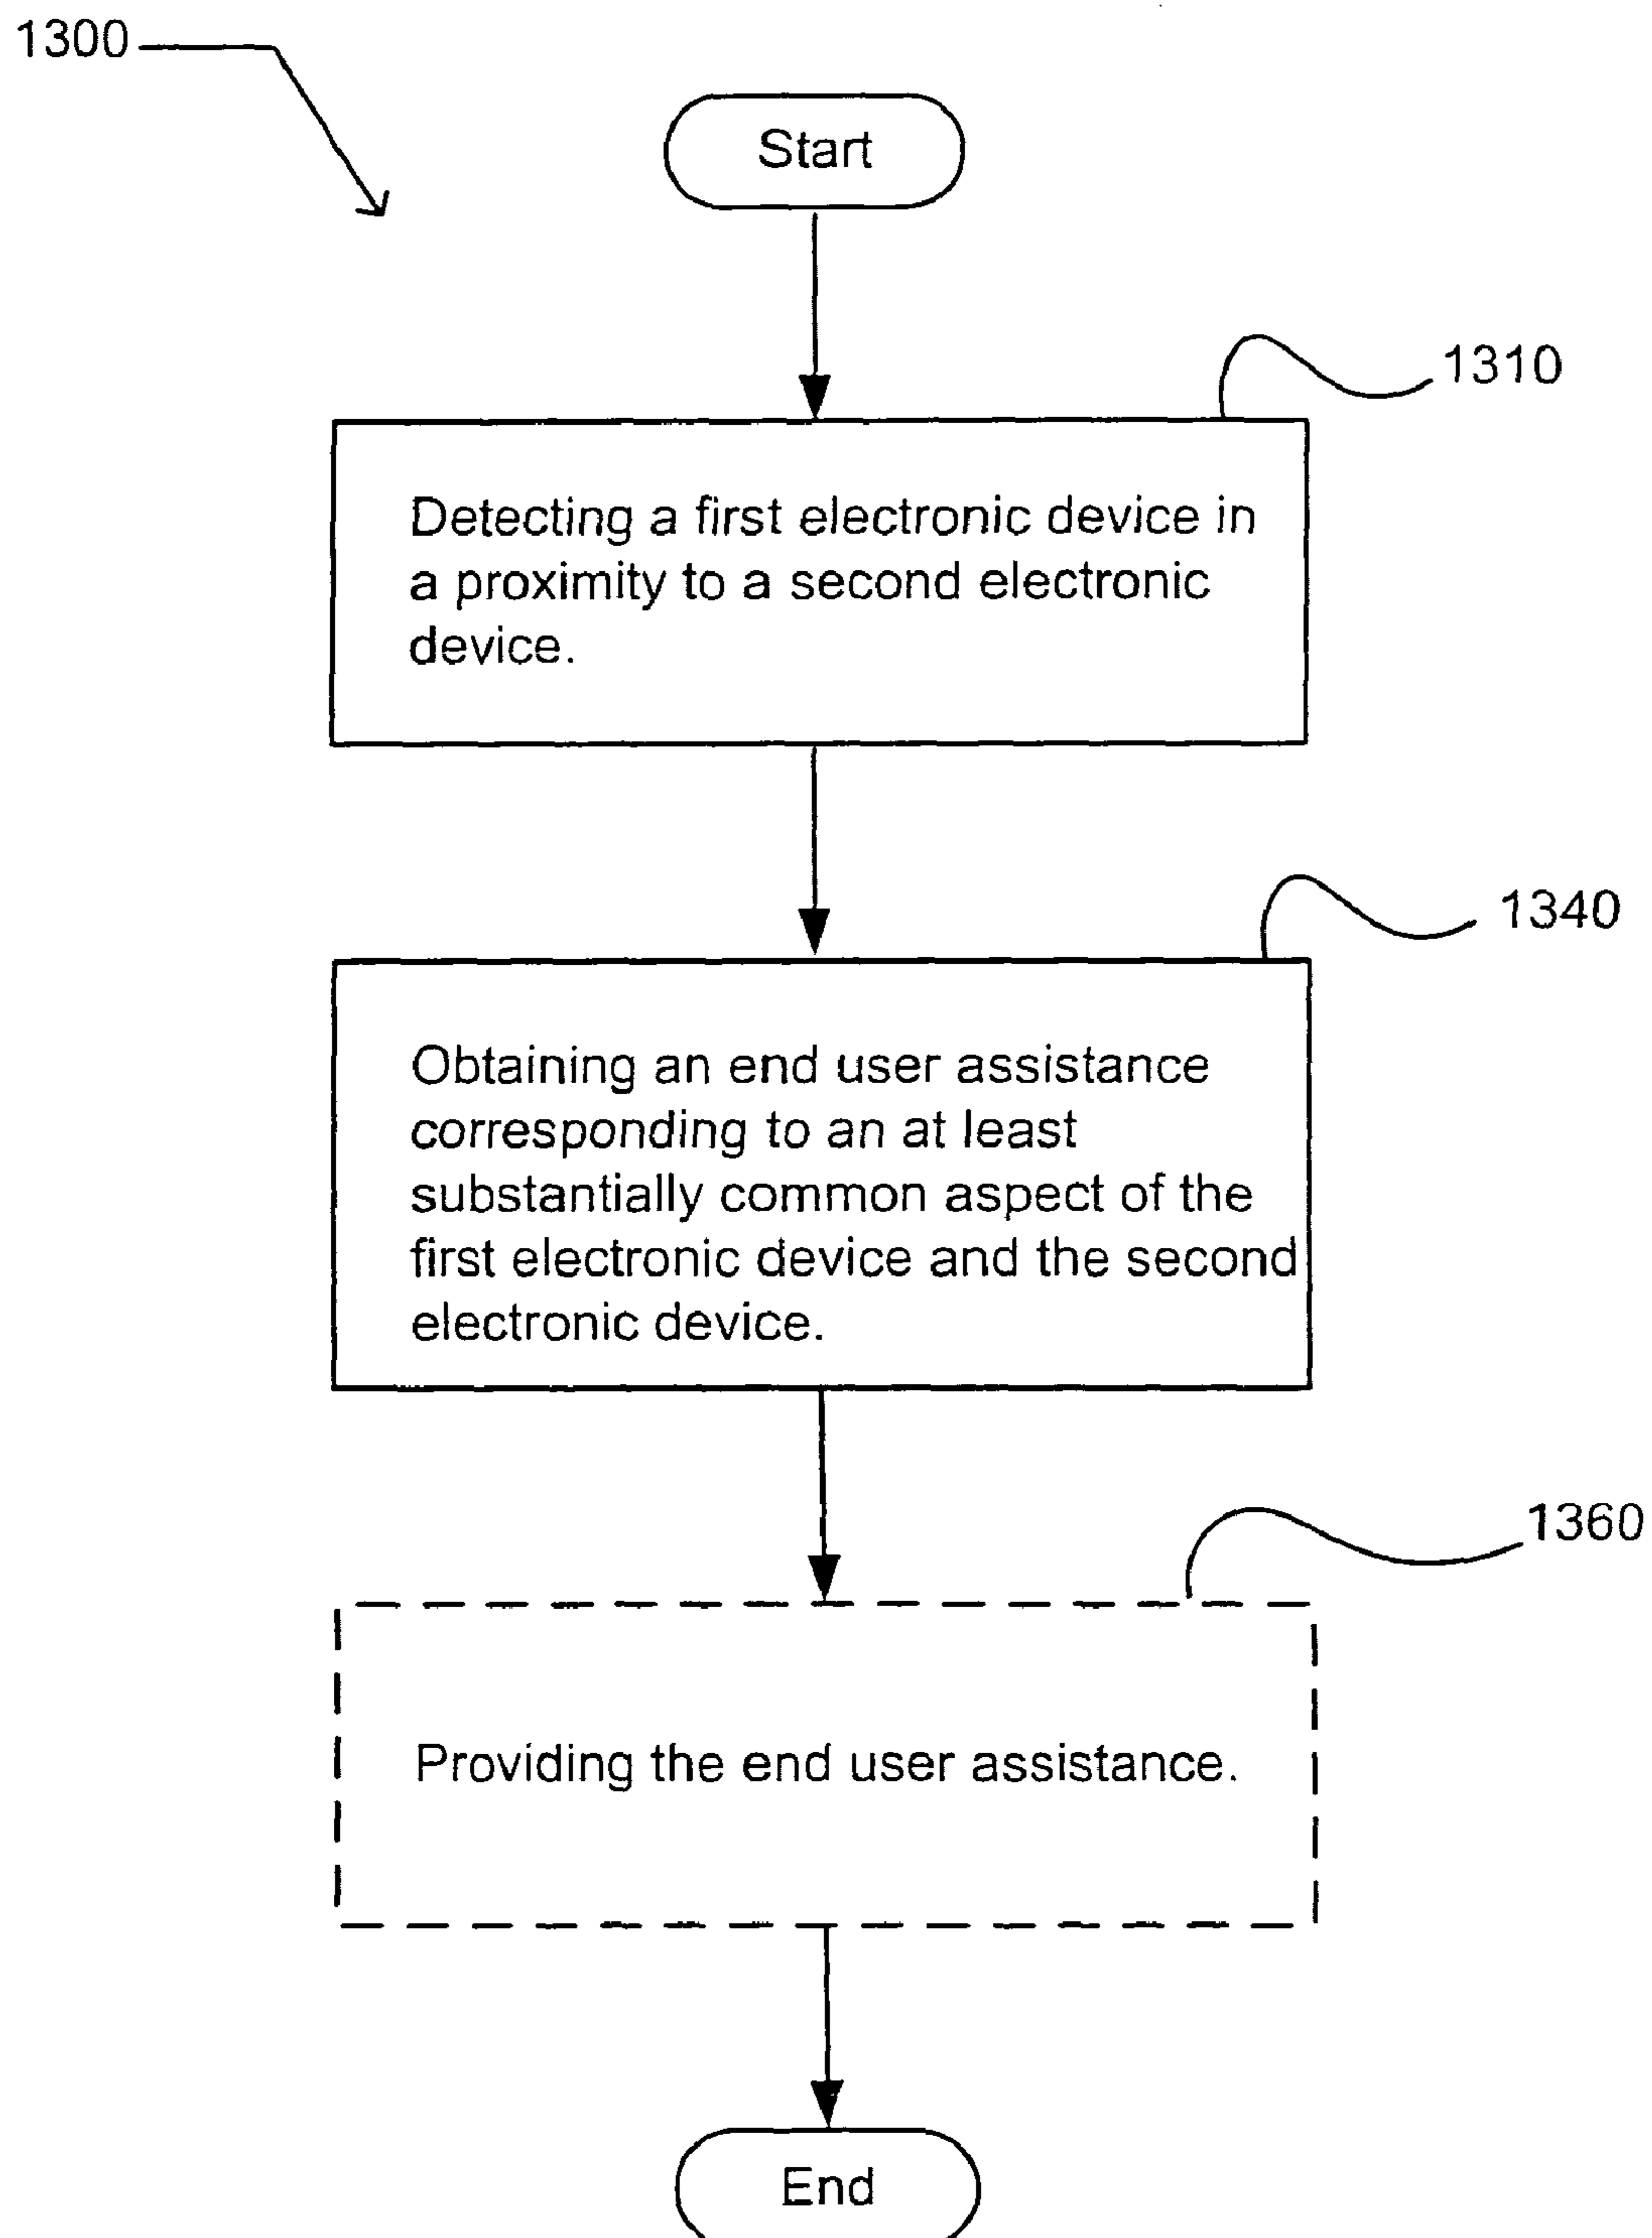 1300
Start
1310
Detecting a first electronic device in
a proximity to a second electronic
device.
1340
Obtaining an end user assistance
corresponding to an at least
substantially common aspect of the
first electronic device and the second
electronic device.
1360
Providing the end user assistance.
End